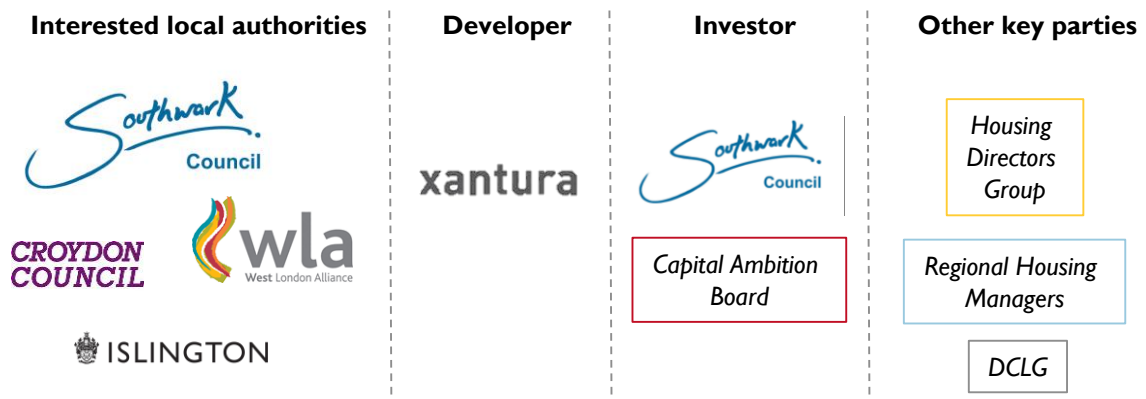 Interested local authorities
Southwark
Council
CROYDON
COUNCIL
wla
West London Alliance
ISLINGTON
Developer
xantura
Investor
Southwark
Council
Capital Ambition
Board
Other key parties
Housing
Directors
Group
Regional Housing
Managers
DCLG